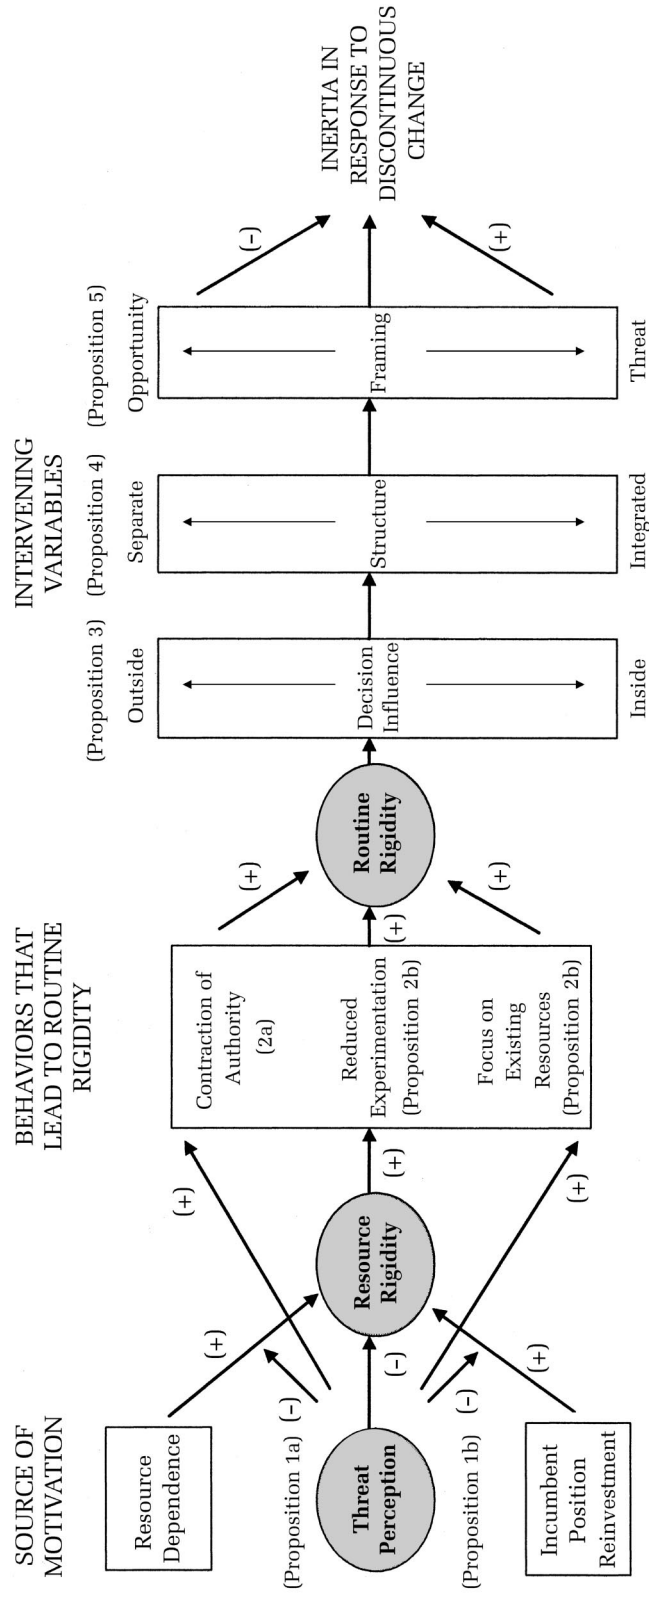 SOURCE OF
MOTIVATION
Resource
Dependence
(Proposition 1a)
Threat
Perception
(Proposition 1b)
Incumbent
Position
Reinvestment
(+)
(–)
(–)
(–)
(+)
(+)
Resource
Rigidity
(+)
(+)
BEHAVIORS THAT
LEAD TO ROUTINE
RIGIDITY
Contraction of
Authority
(2a)
Reduced
Experimentation
(Proposition 2b)
Focus on
Existing
Resources
(Proposition 2b)
(+)
(+)
(+)
Routine
Rigidity
INTERVENING
VARIABLES
(Proposition 3)
Outside
Decision
Influence
Inside
(Proposition 4)
Separate
Structure
Integrated
(Proposition 5)
Opportunity
Framing
Threat
(–)
(+)
INERTIA IN
RESPONSE TO
DISCONTINUOUS
CHANGE